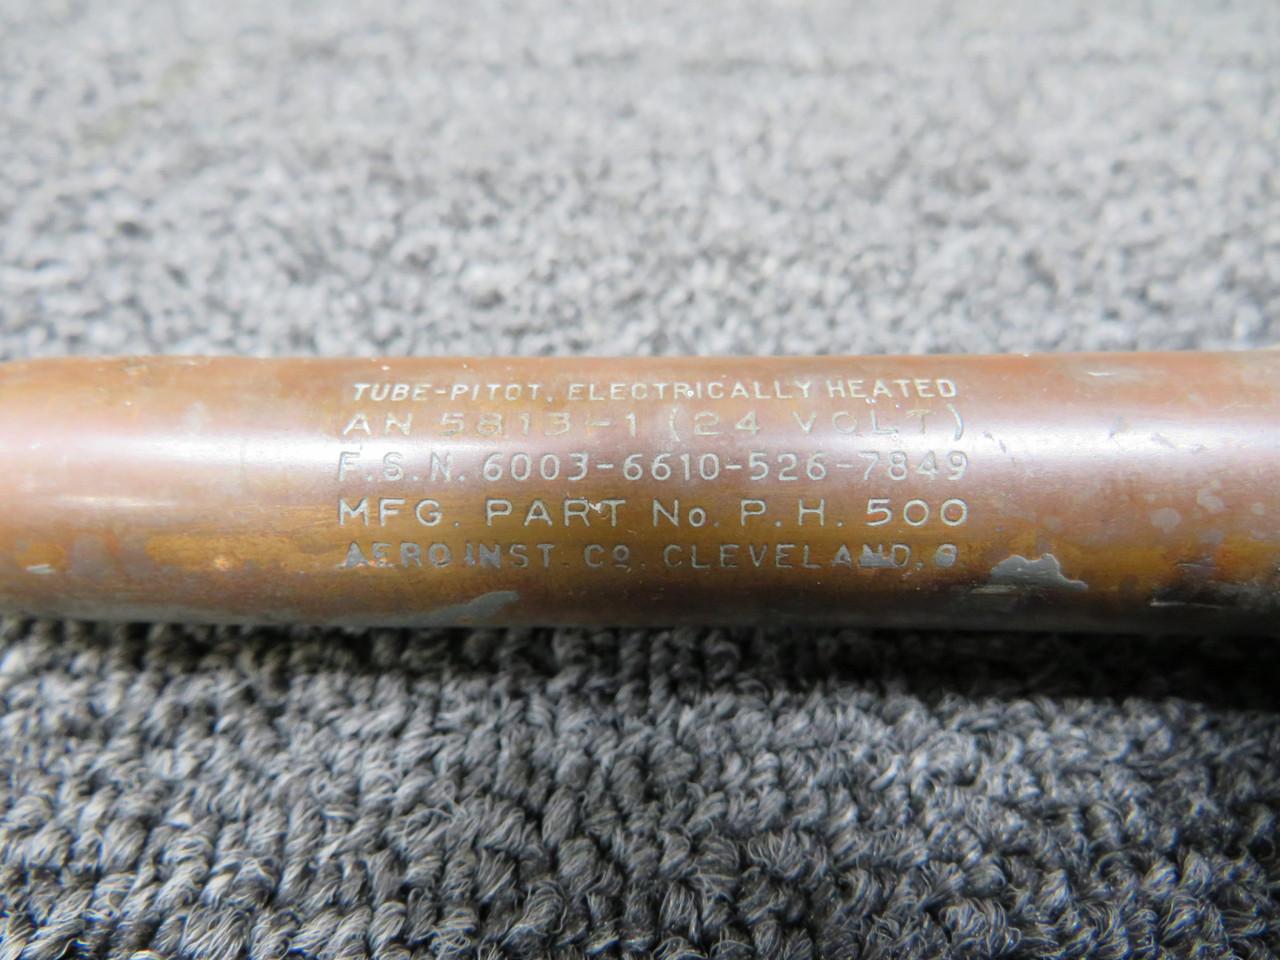 TUBE-PITOT, ELECTRICALLY HEATED
AN 5813-1 (24 VOLT)
F.S.N. 6003-6610-526-7849
MFG. PART No. P.H. 500
AERO INST. Co. CLEVELAND, O